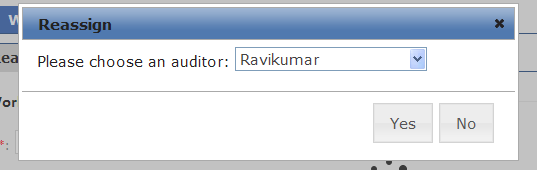 Reassign
Please choose an auditor: Ravikumar
Yes No